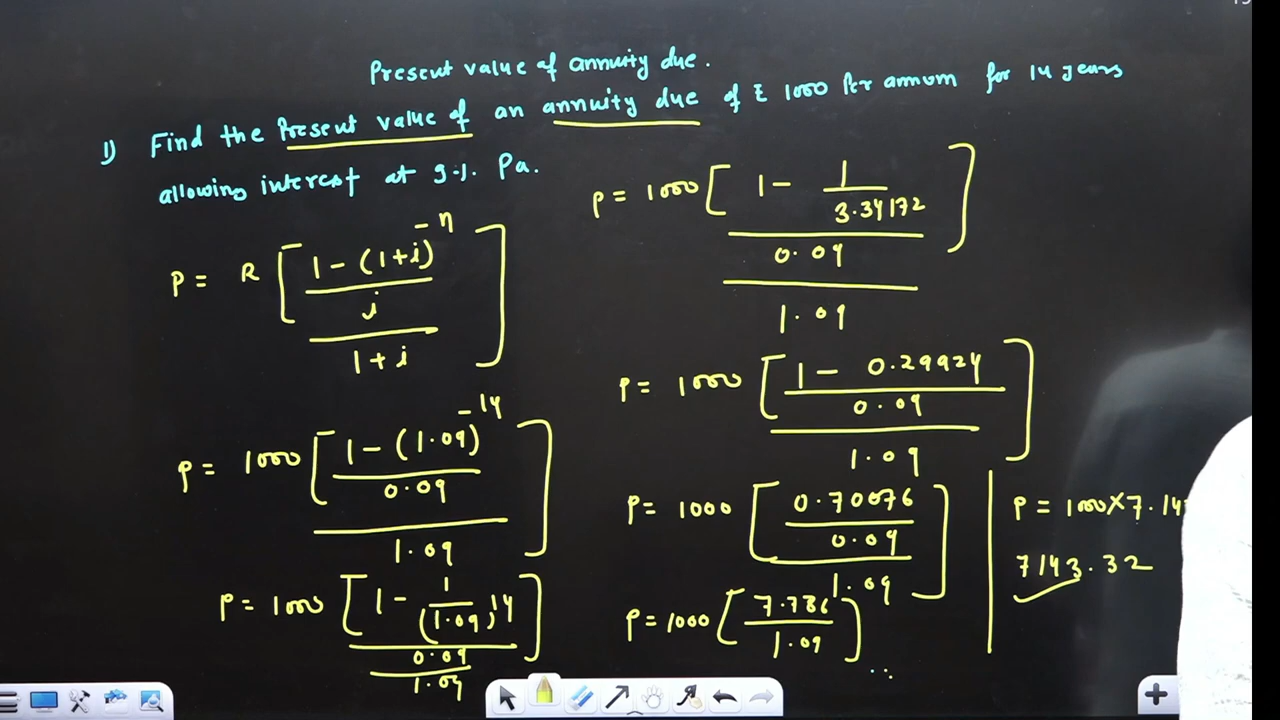 Present value of annuity due.
1) Find the Present value of an annuity due of ₹ 1000 Per annum for 14 years
allowing interest at 9.1. Pa.
P = R [ 1 - (1+i)^-n / i / 1+i ]
P = 1000 [ 1 - (1.09)^-14 / 0.09 / 1.09 ]
P = 1000 [ 1 - 1 / (1.09)^14 / 0.09 / 1.09 ]
P = 1000 [ 1 - 1 / 3.34172 / 0.09 ] / 1.09
P = 1000 [ 1 - 0.29924 / 0.09 / 1.09 ]
P = 1000 [ 0.70076 / 0.09 / 1.09 ]
P = 1000 [ 7.786 / 1.09 ]
P = 1000 X 7.14
7143.32